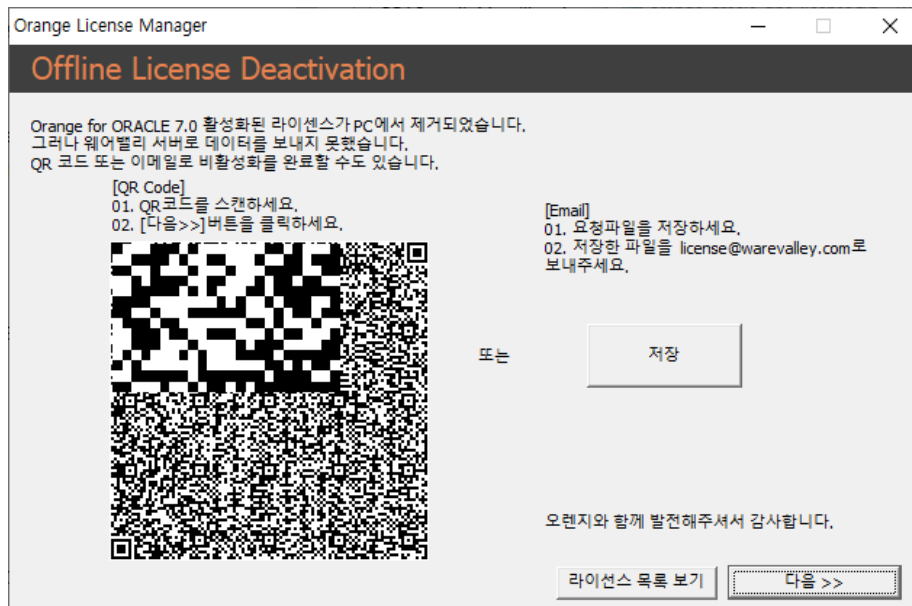 Orange License Manager
Offline License Deactivation
Orange for ORACLE 7.0 활성화된 라이센스가 PC에서 제거되었습니다.
그러나 웨어밸리 서버로 데이터를 보내지 못했습니다.
QR 코드 또는 이메일로 비활성화를 완료할 수도 있습니다.
[QR Code]
01. QR코드를 스캔하세요.
02. [다음>>]버튼을 클릭하세요.
[Email]
01. 요청파일을 저장하세요.
02. 저장한 파일을 license@warevalley.com로
보내주세요.
또는
저장
오렌지와 함께 발전해주셔서 감사합니다.
라이선스 목록 보기
다음 >>